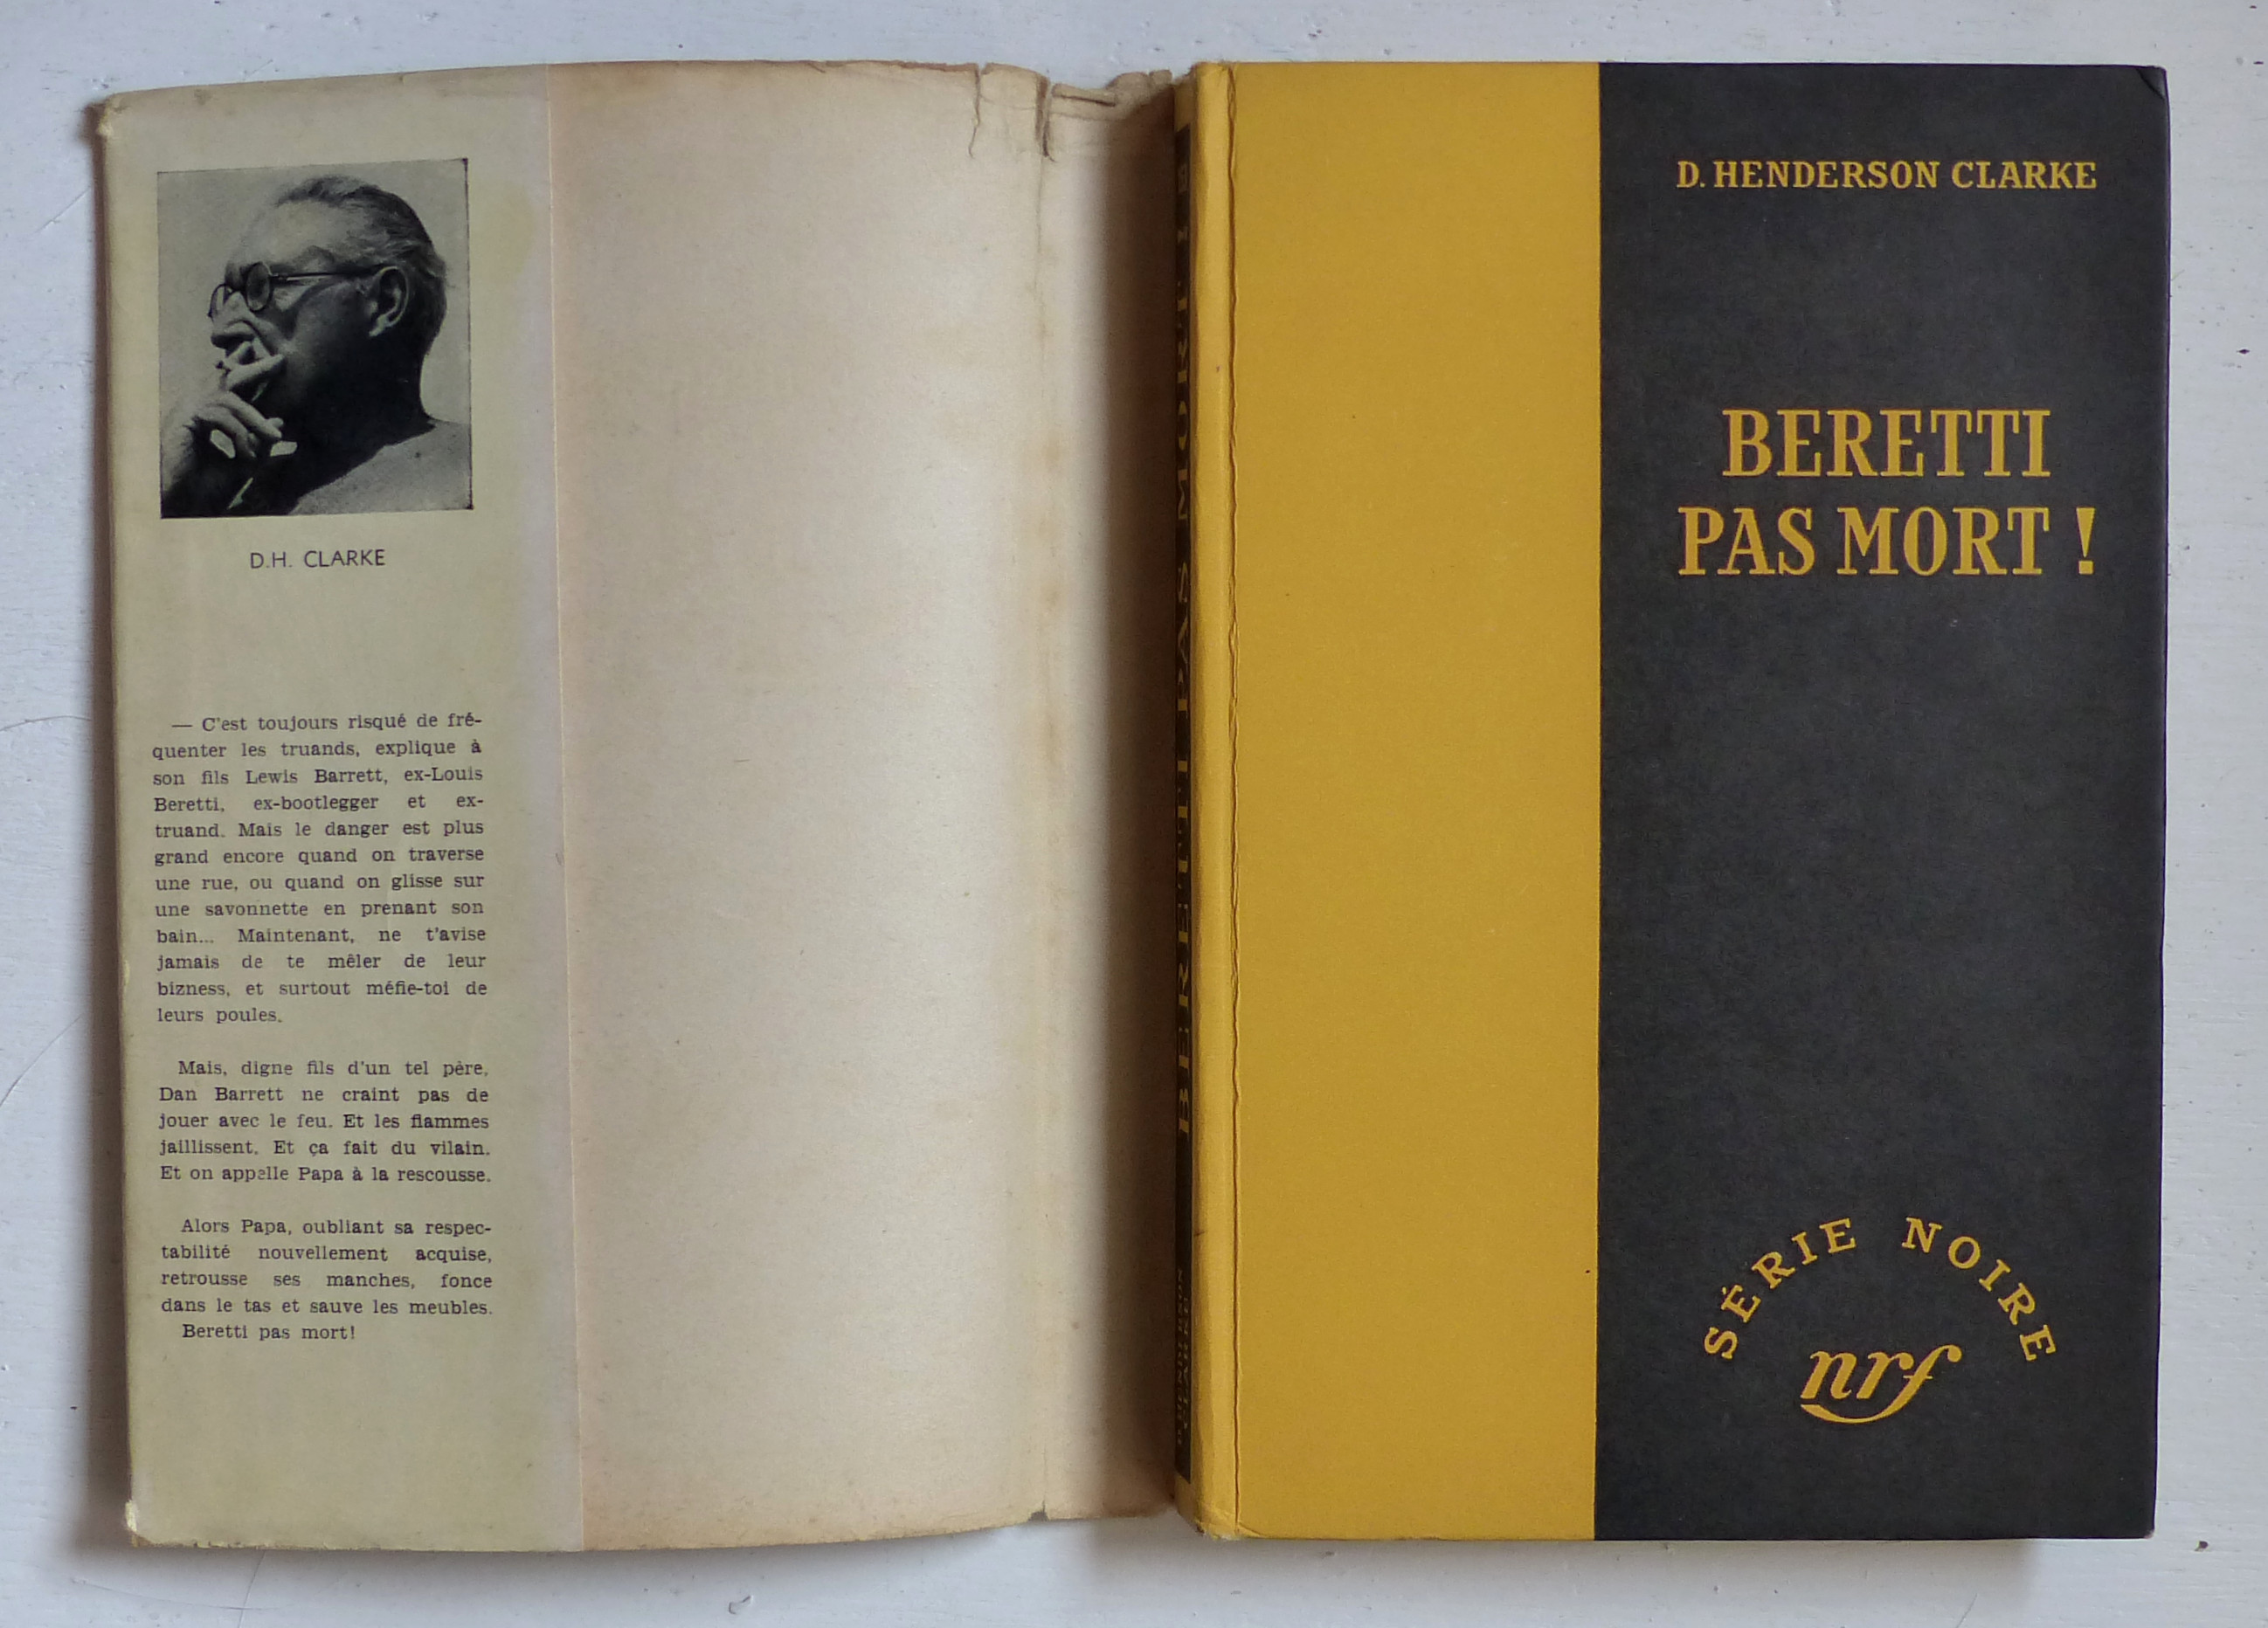 D.H. CLARKE
— C'est toujours risqué de fré-
quenter les truands, explique à
son fils Lewis Barrett, ex-Louis
Beretti, ex-bootlegger et ex-
truand. Mais le danger est plus
grand encore quand on traverse
une rue, ou quand on glisse sur
une savonnette en prenant son
bain... Maintenant, ne t'avise
jamais de te mêler de leur
bizness, et surtout méfie-toi de
leurs poules.
Mais, digne fils d'un tel père,
Dan Barrett ne craint pas de
jouer avec le feu. Et les flammes
jaillissent. Et ça fait du vilain.
Et on appelle Papa à la rescousse.
Alors Papa, oubliant sa respec-
tabilité nouvellement acquise,
retrousse ses manches, fonce
dans le tas et sauve les meubles.
Beretti pas mort!
BERETTI PAS MORT !
D. HENDERSON
CLARKE
D. HENDERSON CLARKE
BERETTI
PAS MORT !
SÉRIE NOIRE
nrf